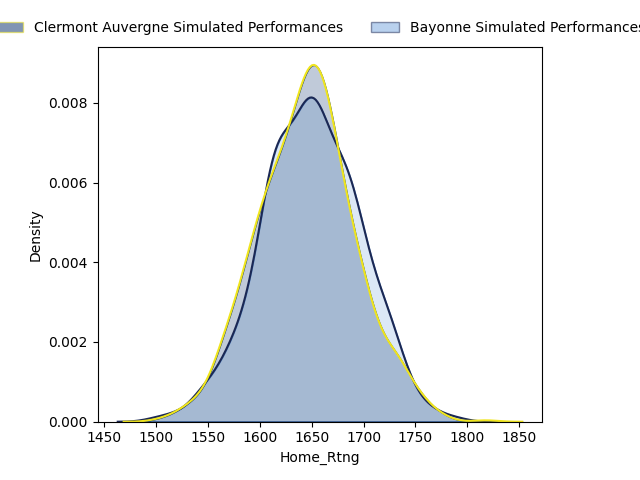 Clermont Auvergne Simulated Performances Bayonne Simulated Performances
0.008
0.006
0.004
0.002
0.000
Density
1450 1500 1550 1600 1650 1700 1750 1800 1850
Home_Rtng